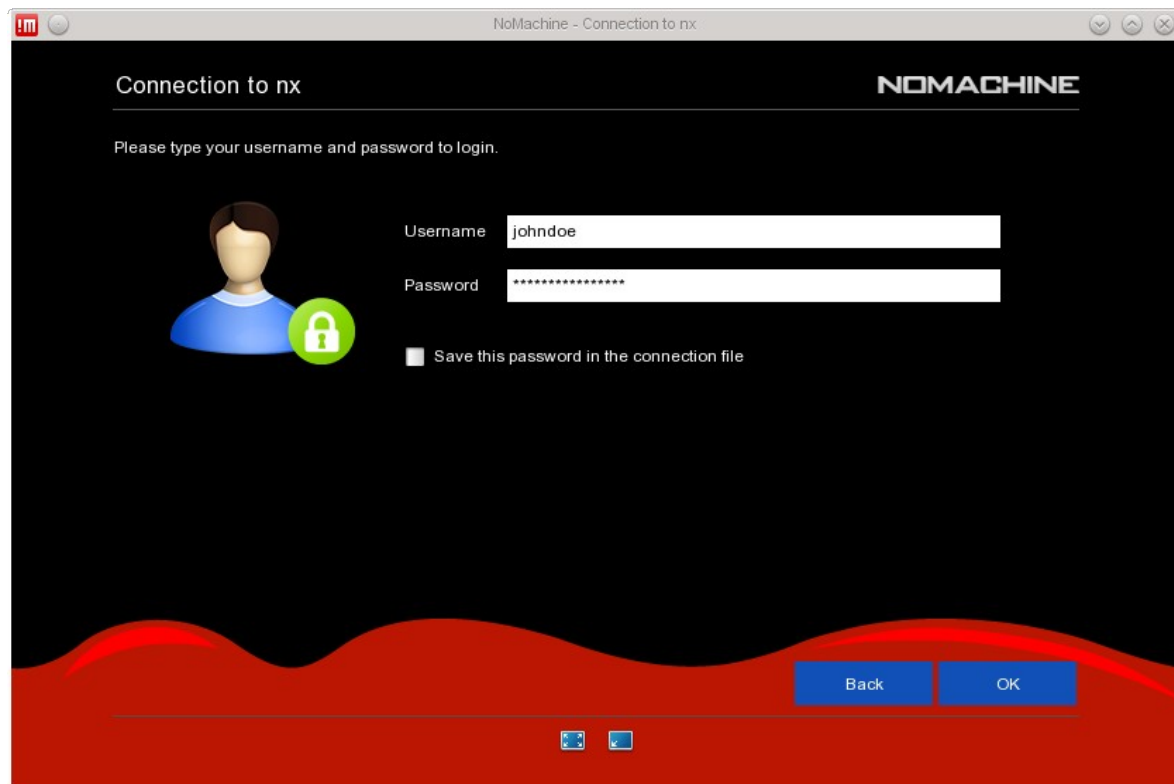 !m
NoMachine - Connection to nx
Connection to nx
NOMACHINE
Please type your username and password to login.
Username johndoe
Password ****************
Save this password in the connection file
Back OK